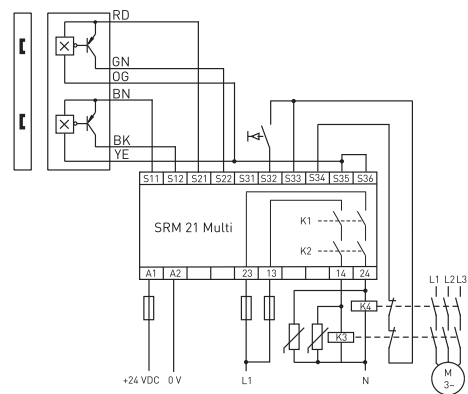 RD
GN
OG
BN
BK
YE
S11 S12 S21 S22 S31 S32 S33 S34 S35 S36
SRM 21 Multi
K1
K2
A1 A2 23 13 14 24
L1 L2 L3
K4
K3
M
3~
+24 VDC 0 V L1 N